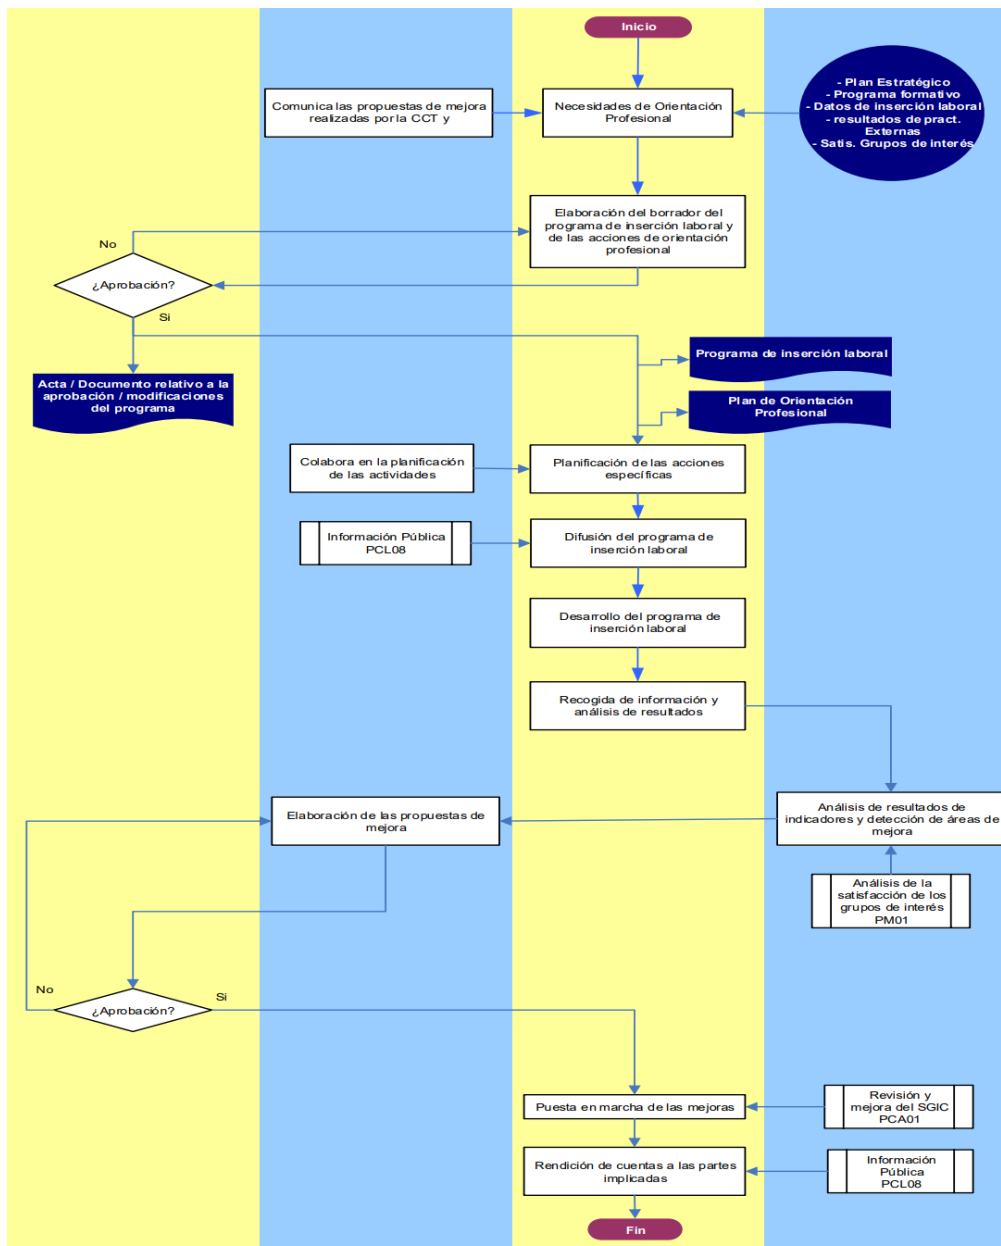 Inicio
- Plan Estratégico
- Programa formativo
- Datos de inserción laboral
- resultados de pract.
Externas
- Satis. Grupos de interés
Comunica las propuestas de mejora
realizadas por la CCT y
Necesidades de Orientación
Profesional
Elaboración del borrador del
programa de inserción laboral y
de las acciones de orientación
profesional
No
¿Aprobación?
Si
Programa de inserción laboral
Acta / Documento relativo a la
aprobación / modificaciones
del programa
Plan de Orientación
Profesional
Colabora en la planificación
de las actividades
Planificación de las acciones
específicas
Información Pública
PCL08
Difusión del programa de
inserción laboral
Desarrollo del programa de
inserción laboral
Recogida de información y
análisis de resultados
Elaboración de las propuestas de
mejora
Análisis de resultados de
indicadores y detección de áreas de
mejora
Análisis de la
satisfacción de los
grupos de interés
PM01
No
¿Aprobación?
Si
Puesta en marcha de las mejoras
Revisión y
mejora del SGIC
PCA01
Rendición de cuentas a las partes
implicadas
Información
Pública
PCL08
Fin